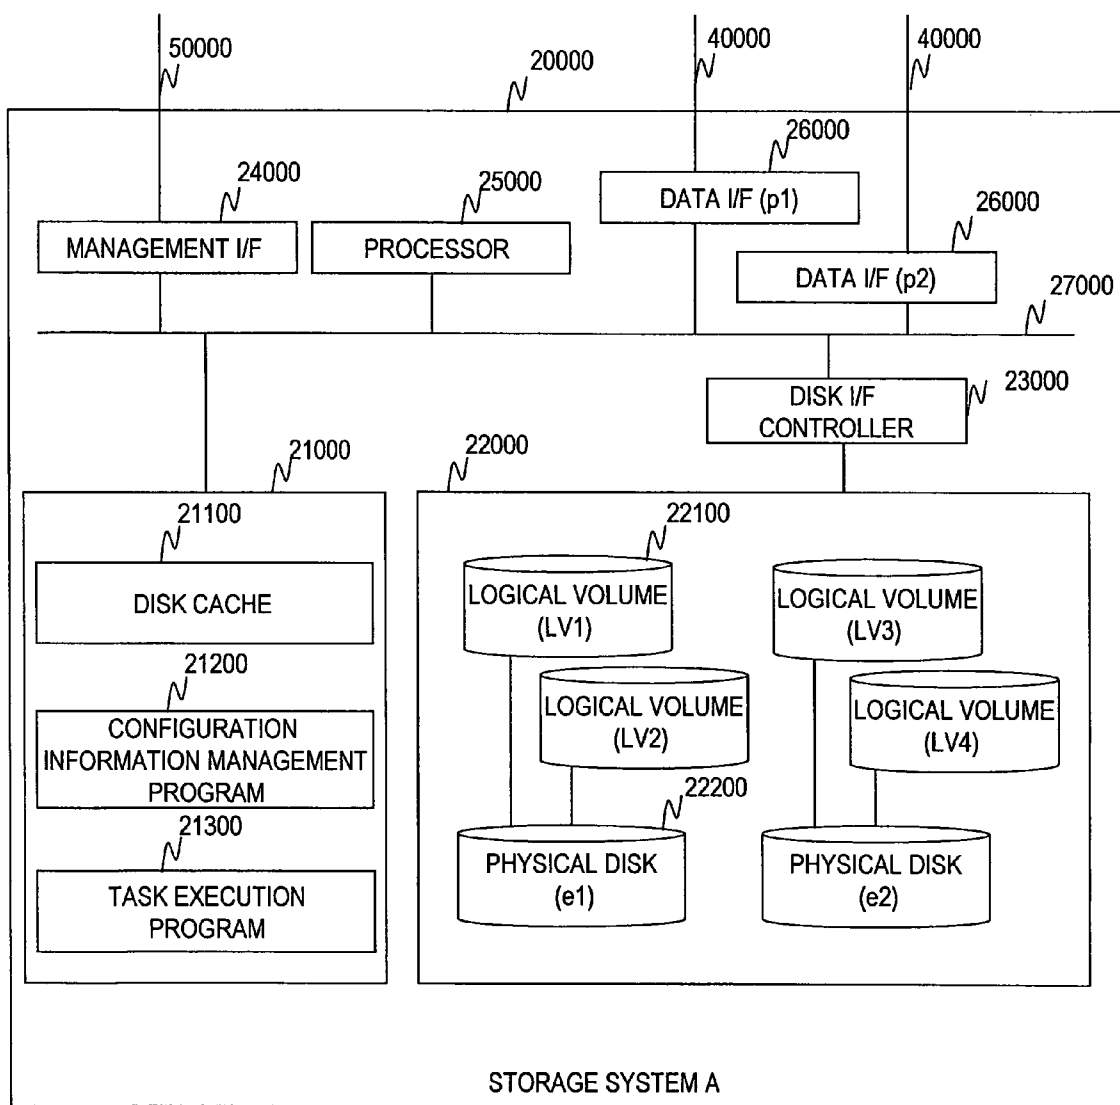 50000
40000
40000
20000
26000
24000
25000
DATA I/F (p1)
26000
MANAGEMENT I/F
PROCESSOR
DATA I/F (p2)
27000
23000
DISK I/F
CONTROLLER
21000
22000
21100
22100
DISK CACHE
LOGICAL VOLUME
(LV1)
LOGICAL VOLUME
(LV3)
21200
CONFIGURATION
INFORMATION MANAGEMENT
PROGRAM
LOGICAL VOLUME
(LV2)
LOGICAL VOLUME
(LV4)
22200
21300
TASK EXECUTION
PROGRAM
PHYSICAL DISK
(e1)
PHYSICAL DISK
(e2)
STORAGE SYSTEM A